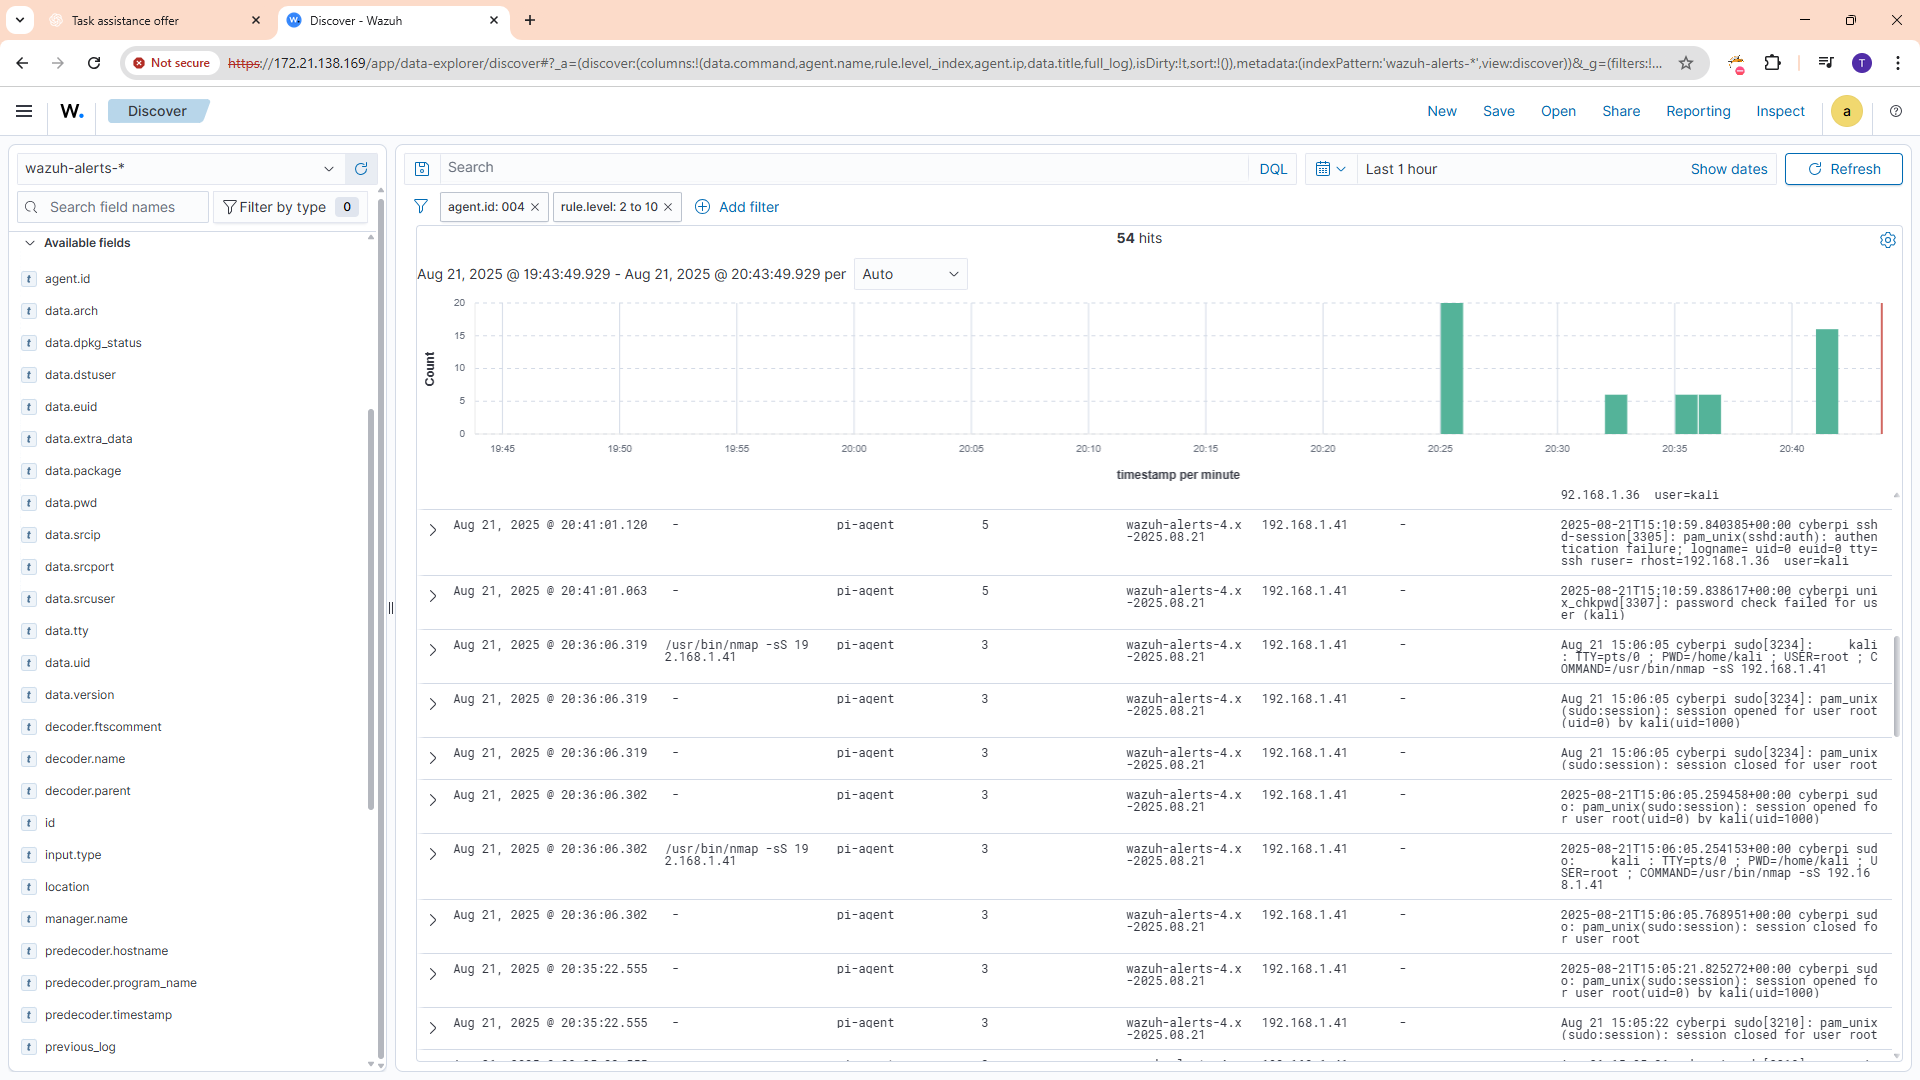 Task assistance offer
Discover - Wazuh
Not secure
https://172.21.138.169/app/data-explorer/discover#?_a=(discover:(columns:!(data.command,agent.name,rule.level,_index,agent.ip,data.title,full_log),isDirty:!t,sort:!()),metadata:(indexPattern:'wazuh-alerts-*',view:discover))&_g=(filters:!...
T
W.
Discover
New
Save
Open
Share
Reporting
Inspect
a
wazuh-alerts-*
Search
DQL
Last 1 hour
Show dates
Refresh
Search field names
Filter by type 0
agent.id: 004
rule.level: 2 to 10
Add filter
Available fields
t agent.id
t data.arch
t data.dpkg_status
t data.dstuser
t data.euid
t data.extra_data
t data.package
t data.pwd
t data.srcip
t data.srcport
t data.srcuser
t data.tty
t data.uid
t data.version
t decoder.ftscomment
t decoder.name
t decoder.parent
t id
t input.type
t location
t manager.name
t predecoder.hostname
t predecoder.program_name
t predecoder.timestamp
t previous_log
54 hits
Aug 21, 2025 @ 19:43:49.929 - Aug 21, 2025 @ 20:43:49.929 per
Auto
Count
20
15
10
5
0
19:45
19:50
19:55
20:00
20:05
20:10
20:15
20:20
20:25
20:30
20:35
20:40
timestamp per minute
92.168.1.36  user=kali
Aug 21, 2025 @ 20:41:01.120
-
pi-agent
5
wazuh-alerts-4.x
-2025.08.21
192.168.1.41
-
2025-08-21T15:10:59.840385+00:00 cyberpi ssh
d-session[3305]: pam_unix(sshd:auth): authen
tication failure; logname= uid=0 euid=0 tty=
ssh ruser= rhost=192.168.1.36  user=kali
Aug 21, 2025 @ 20:41:01.063
-
pi-agent
5
wazuh-alerts-4.x
-2025.08.21
192.168.1.41
-
2025-08-21T15:10:59.838617+00:00 cyberpi uni
x_chkpwd[3307]: password check failed for us
er (kali)
Aug 21, 2025 @ 20:36:06.319
/usr/bin/nmap -sS 19
2.168.1.41
pi-agent
3
wazuh-alerts-4.x
-2025.08.21
192.168.1.41
-
Aug 21 15:06:05 cyberpi sudo[3234]:     kali
: TTY=pts/0 ; PWD=/home/kali ; USER=root ; C
OMMAND=/usr/bin/nmap -sS 192.168.1.41
Aug 21, 2025 @ 20:36:06.319
-
pi-agent
3
wazuh-alerts-4.x
-2025.08.21
192.168.1.41
-
Aug 21 15:06:05 cyberpi sudo[3234]: pam_unix
(sudo:session): session opened for user root
(uid=0) by kali(uid=1000)
Aug 21, 2025 @ 20:36:06.319
-
pi-agent
3
wazuh-alerts-4.x
-2025.08.21
192.168.1.41
-
Aug 21 15:06:05 cyberpi sudo[3234]: pam_unix
(sudo:session): session closed for user root
Aug 21, 2025 @ 20:36:06.302
-
pi-agent
3
wazuh-alerts-4.x
-2025.08.21
192.168.1.41
-
2025-08-21T15:06:05.259458+00:00 cyberpi sud
o: pam_unix(sudo:session): session opened fo
r user root(uid=0) by kali(uid=1000)
Aug 21, 2025 @ 20:36:06.302
/usr/bin/nmap -sS 19
2.168.1.41
pi-agent
3
wazuh-alerts-4.x
-2025.08.21
192.168.1.41
-
2025-08-21T15:06:05.254153+00:00 cyberpi sud
o:     kali : TTY=pts/0 ; PWD=/home/kali ; U
SER=root ; COMMAND=/usr/bin/nmap -sS 192.16
8.1.41
Aug 21, 2025 @ 20:36:06.302
-
pi-agent
3
wazuh-alerts-4.x
-2025.08.21
192.168.1.41
-
2025-08-21T15:06:05.768951+00:00 cyberpi sud
o: pam_unix(sudo:session): session closed fo
r user root
Aug 21, 2025 @ 20:35:22.555
-
pi-agent
3
wazuh-alerts-4.x
-2025.08.21
192.168.1.41
-
2025-08-21T15:05:21.825272+00:00 cyberpi sud
o: pam_unix(sudo:session): session opened fo
r user root(uid=0) by kali(uid=1000)
Aug 21, 2025 @ 20:35:22.555
-
pi-agent
3
wazuh-alerts-4.x
-2025.08.21
192.168.1.41
-
Aug 21 15:05:22 cyberpi sudo[3210]: pam_unix
(sudo:session): session closed for user root